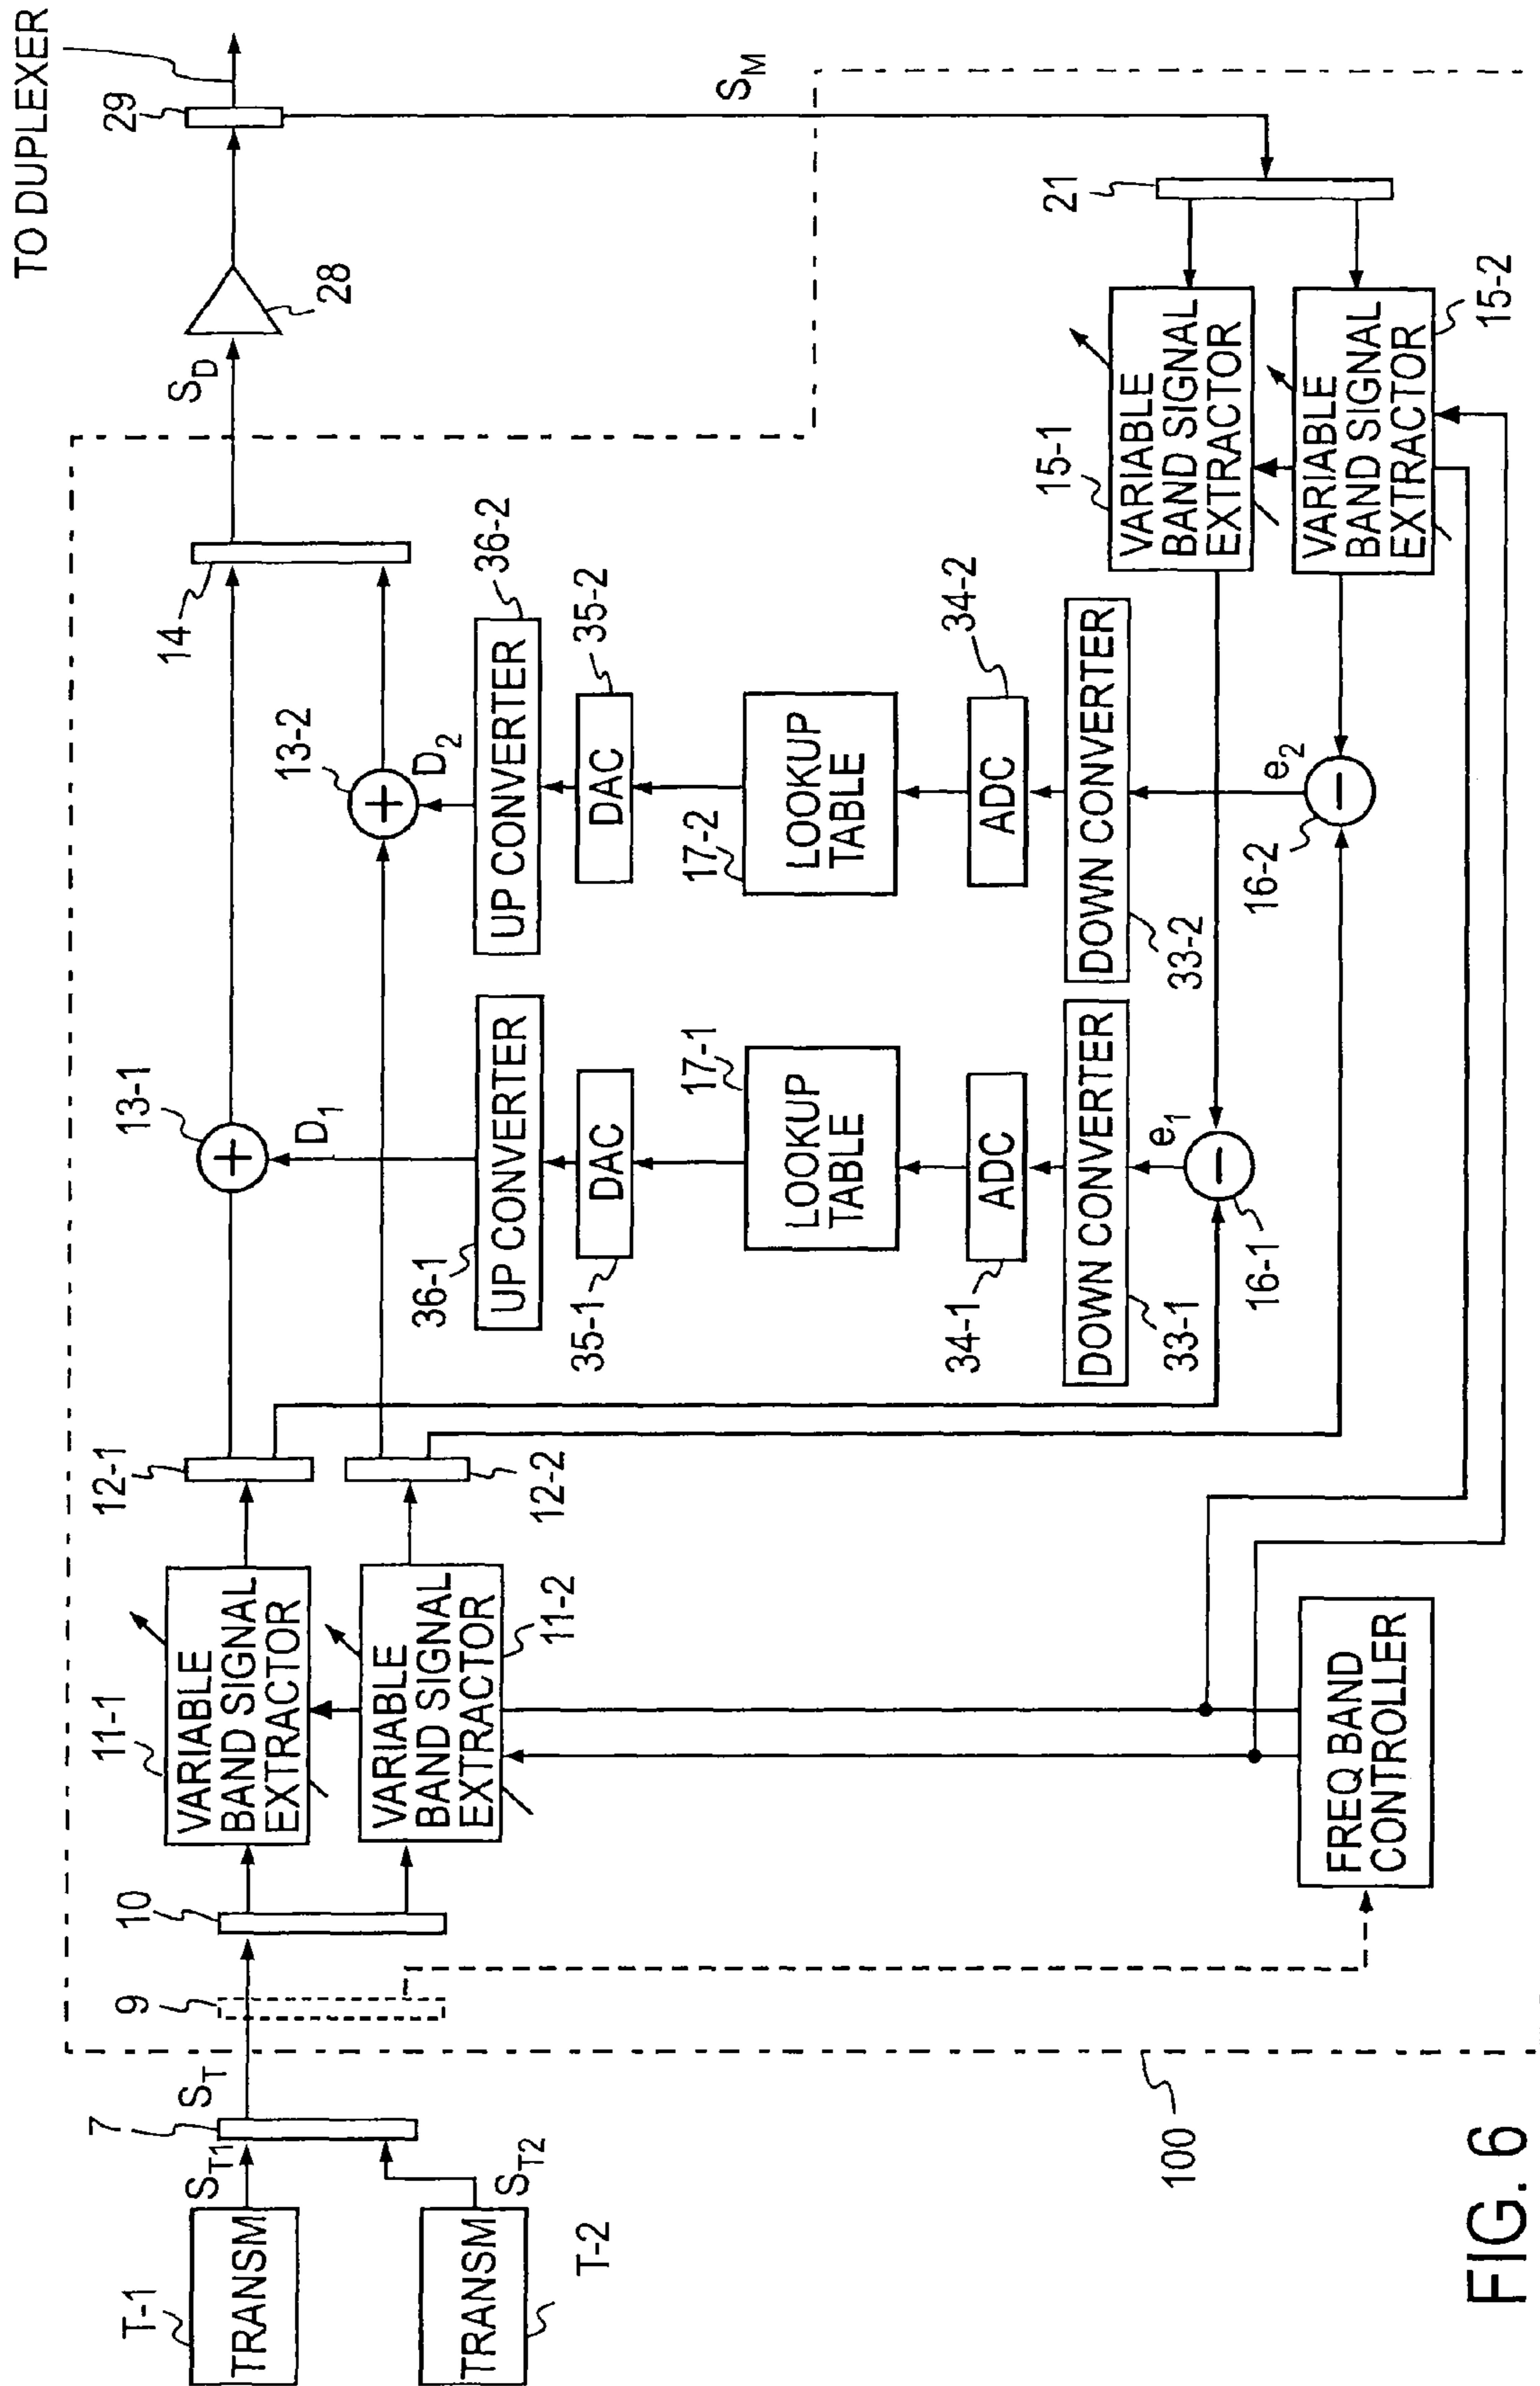 TO DUPLEXER
T-1
TRANSM
S_T1
7
S_T
9
10
11-1
VARIABLE
BAND SIGNAL
EXTRACTOR
12-1
13-1
D_1
14
S_D
28
29
S_M
T-2
TRANSM
S_T2
VARIABLE
BAND SIGNAL
EXTRACTOR
11-2
12-2
13-2
D_2
36-1
UP CONVERTER
UP CONVERTER
36-2
35-1
DAC
DAC
35-2
17-1
LOOKUP
TABLE
17-2
LOOKUP
TABLE
34-1
ADC
ADC
34-2
DOWN CONVERTER
33-1
DOWN CONVERTER
33-2
e_1
16-1
e_2
16-2
15-1
VARIABLE
BAND SIGNAL
EXTRACTOR
21
VARIABLE
BAND SIGNAL
EXTRACTOR
15-2
100
FREQ BAND
CONTROLLER
FIG. 6